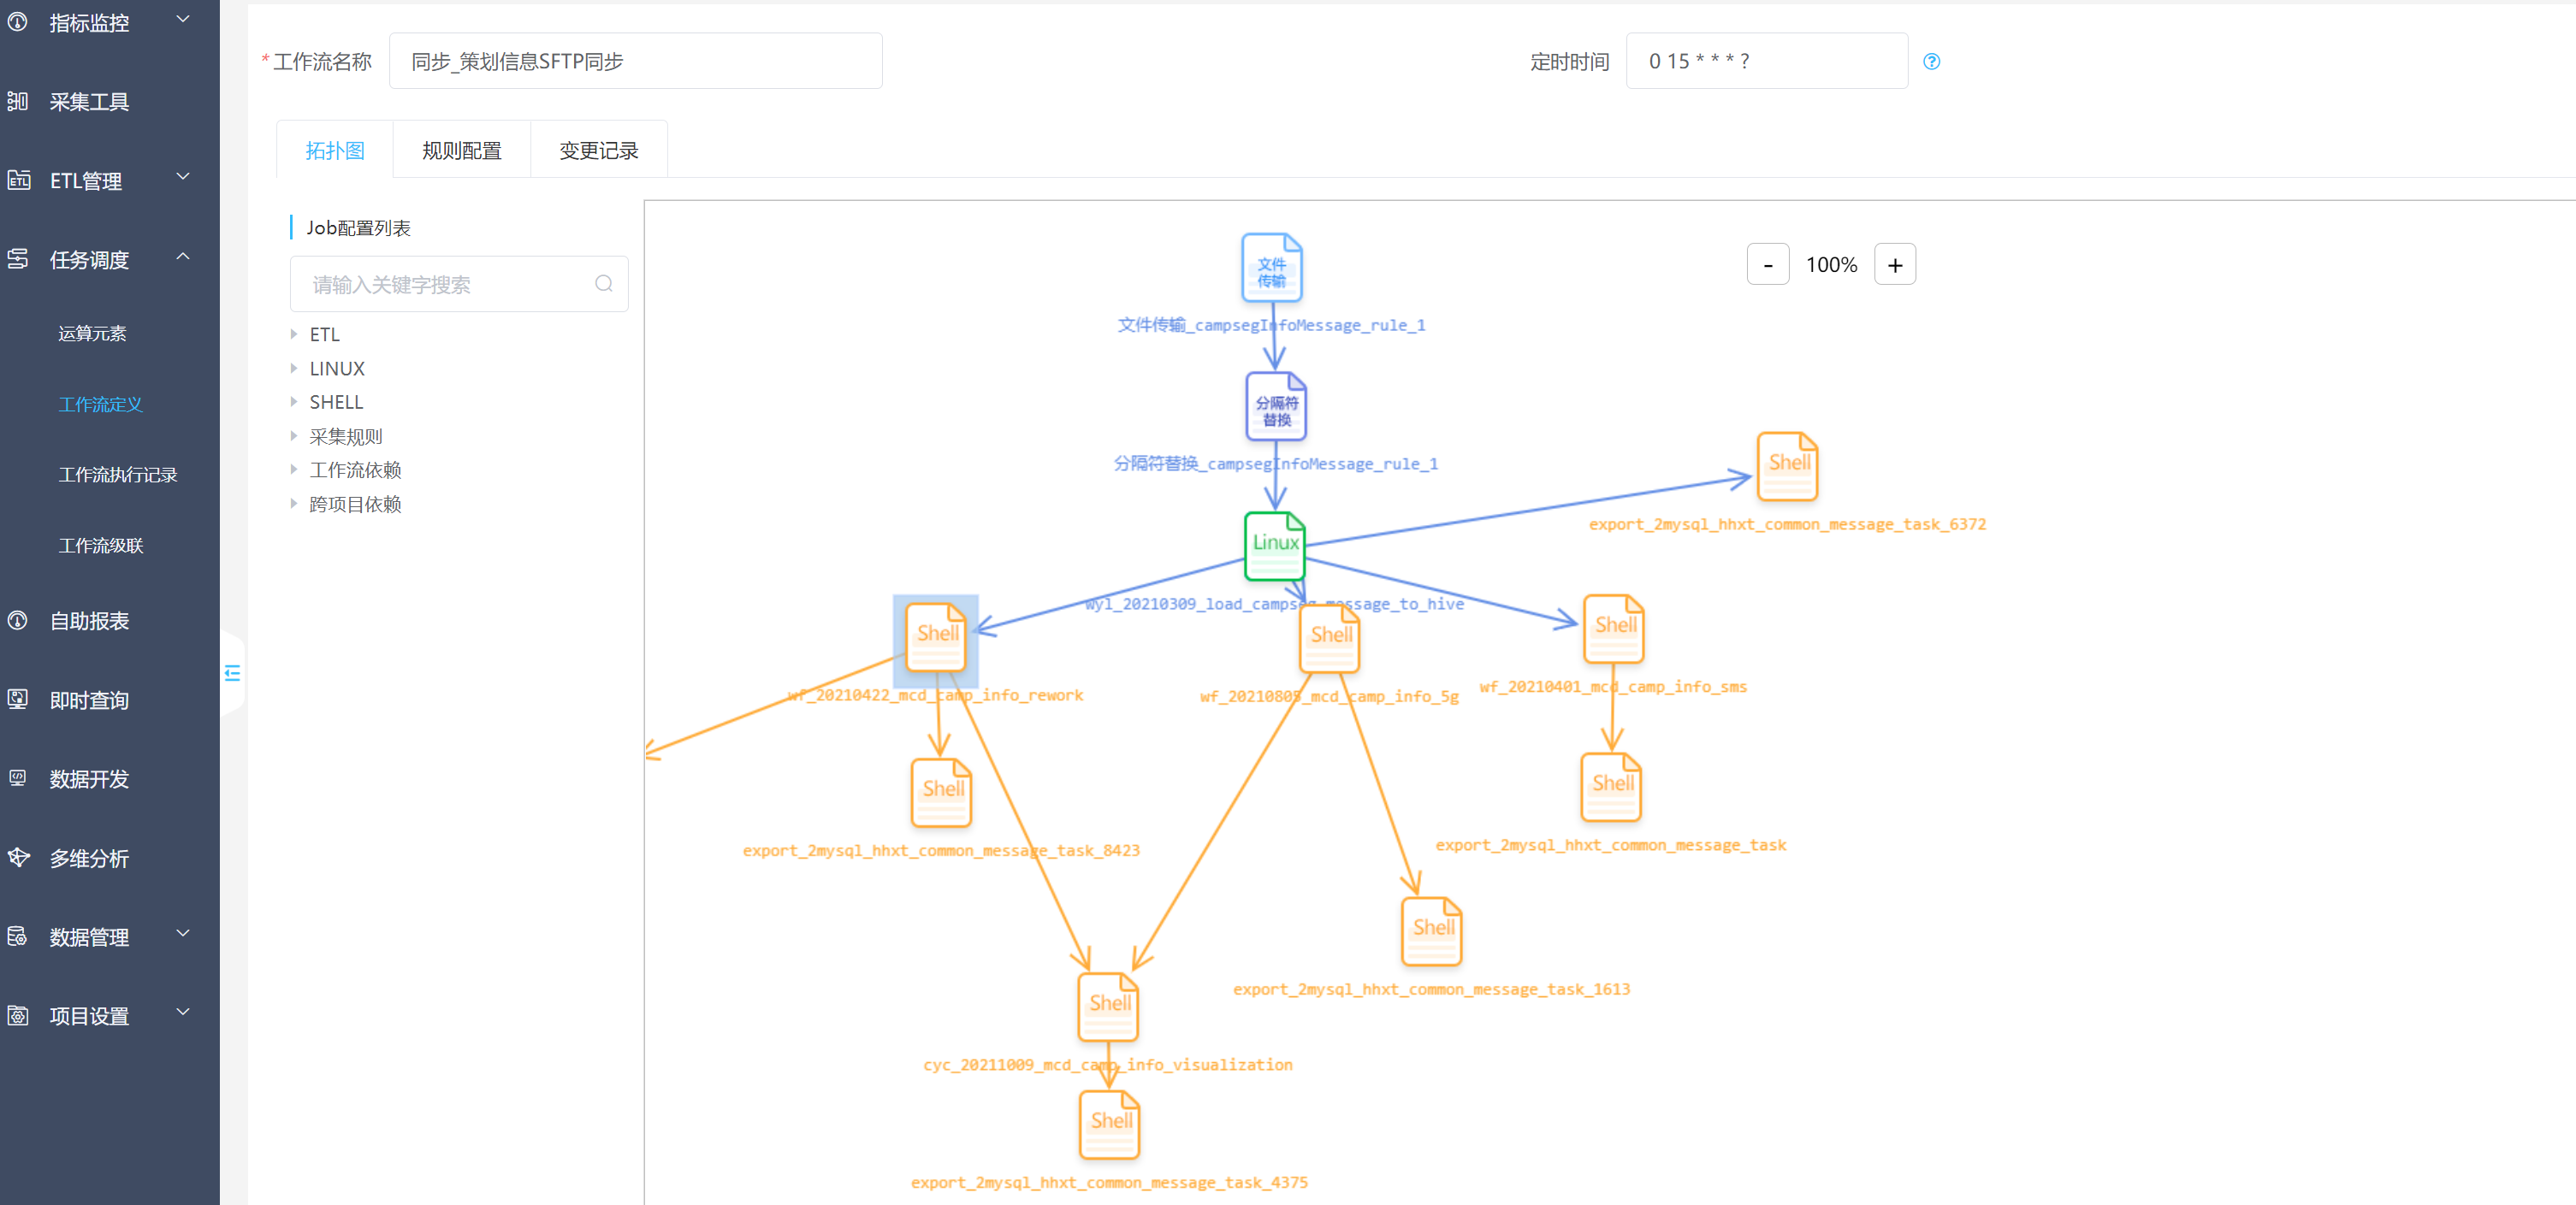 指标监控
采集工具
ETL管理
任务调度
运算元素
工作流定义
工作流执行记录
工作流级联
自助报表
即时查询
数据开发
多维分析
数据管理
项目设置
* 工作流名称 同步_策划信息SFTP同步
定时时间 0 15 * * * ?
拓扑图 规则配置 变更记录
Job配置列表
请输入关键字搜索
ETL
LINUX
SHELL
采集规则
工作流依赖
跨项目依赖
- 100% +
文件
传输
文件传输_campsegInfoMessage_rule_1
分隔符
替换
分隔符替换_campsegInfoMessage_rule_1
Shell
export_2mysql_hhxt_common_message_task_6372
Linux
wyl_20210309_load_campseg_message_to_hive
Shell
wf_20210422_mcd_camp_info_rework
Shell
wf_20210805_mcd_camp_info_5g
Shell
wf_20210401_mcd_camp_info_sms
Shell
export_2mysql_hhxt_common_message_task_8423
Shell
export_2mysql_hhxt_common_message_task
Shell
export_2mysql_hhxt_common_message_task_1613
Shell
cyc_20211009_mcd_camp_info_visualization
Shell
export_2mysql_hhxt_common_message_task_4375